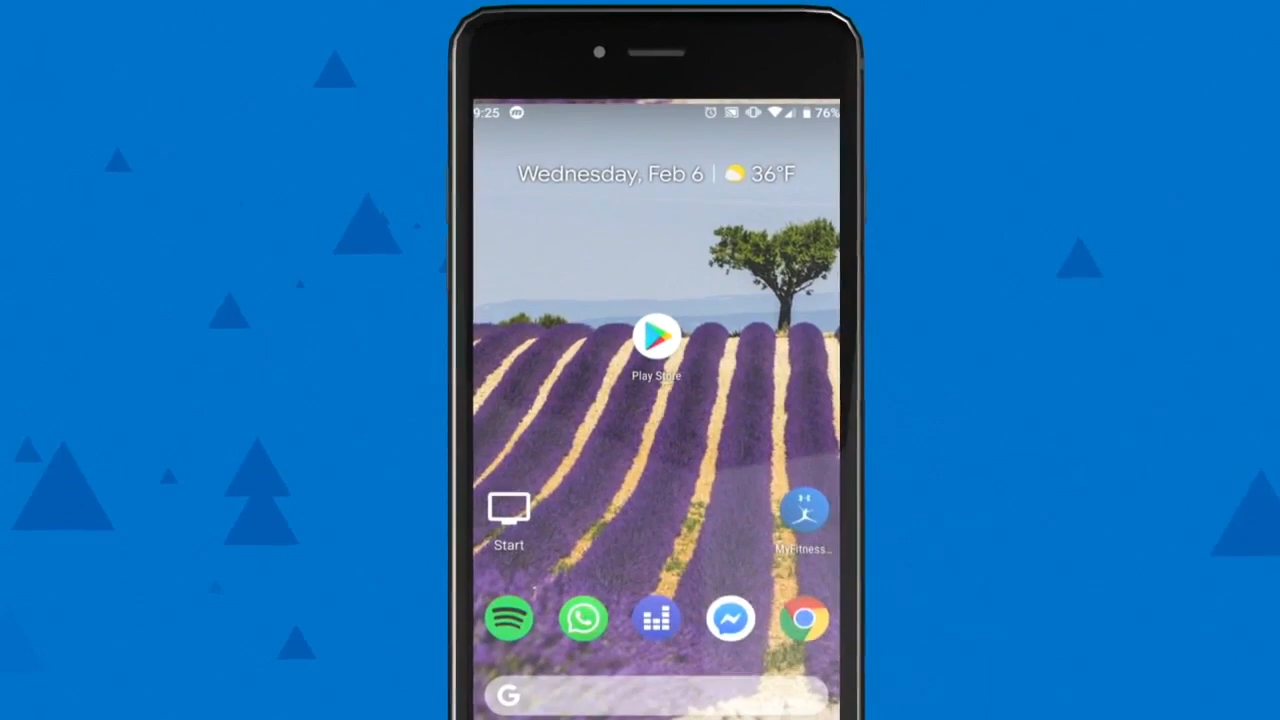 9:25 76%
Wednesday, Feb 6 | 36°F
Play Store
Start
MyFitness...
G